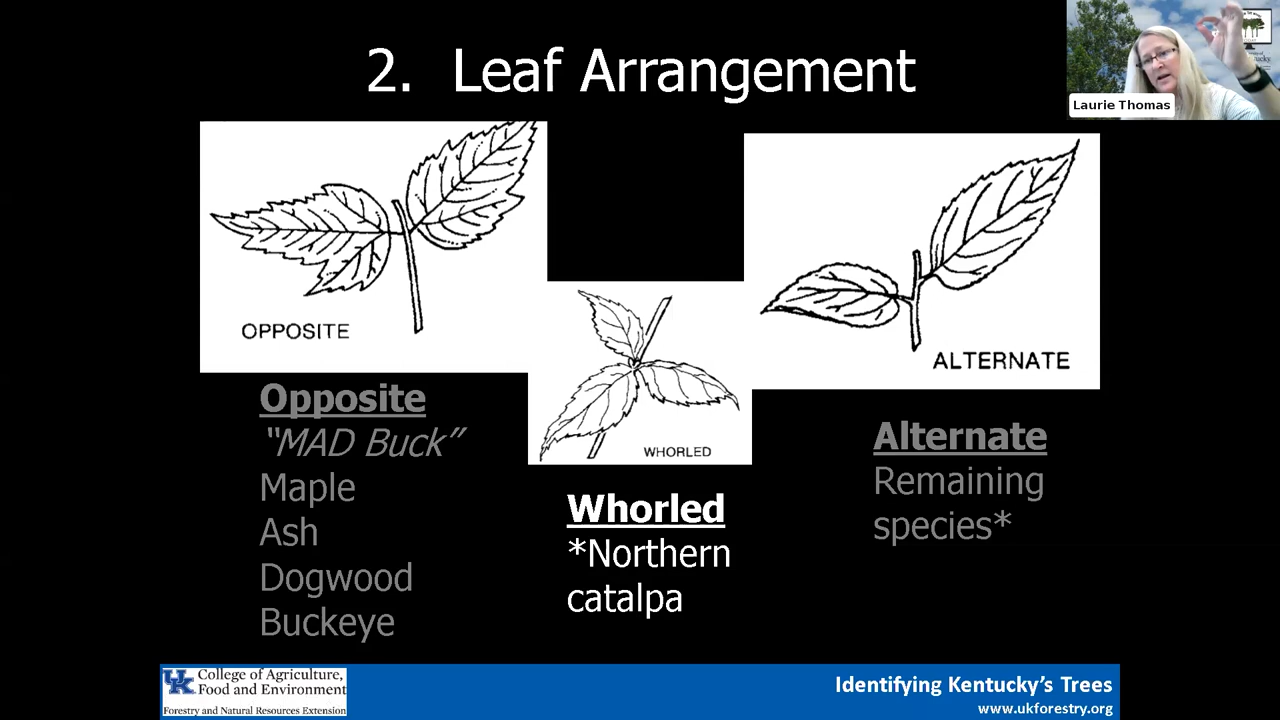 2. Leaf Arrangement
Laurie Thomas
OPPOSITE
WHORLED
ALTERNATE
Opposite
“MAD Buck”
Maple
Ash
Dogwood
Buckeye
Whorled
*Northern
catalpa
Alternate
Remaining
species*
UK
College of Agriculture,
Food and Environment
Forestry and Natural Resources Extension
Identifying Kentucky’s Trees
www.ukforestry.org